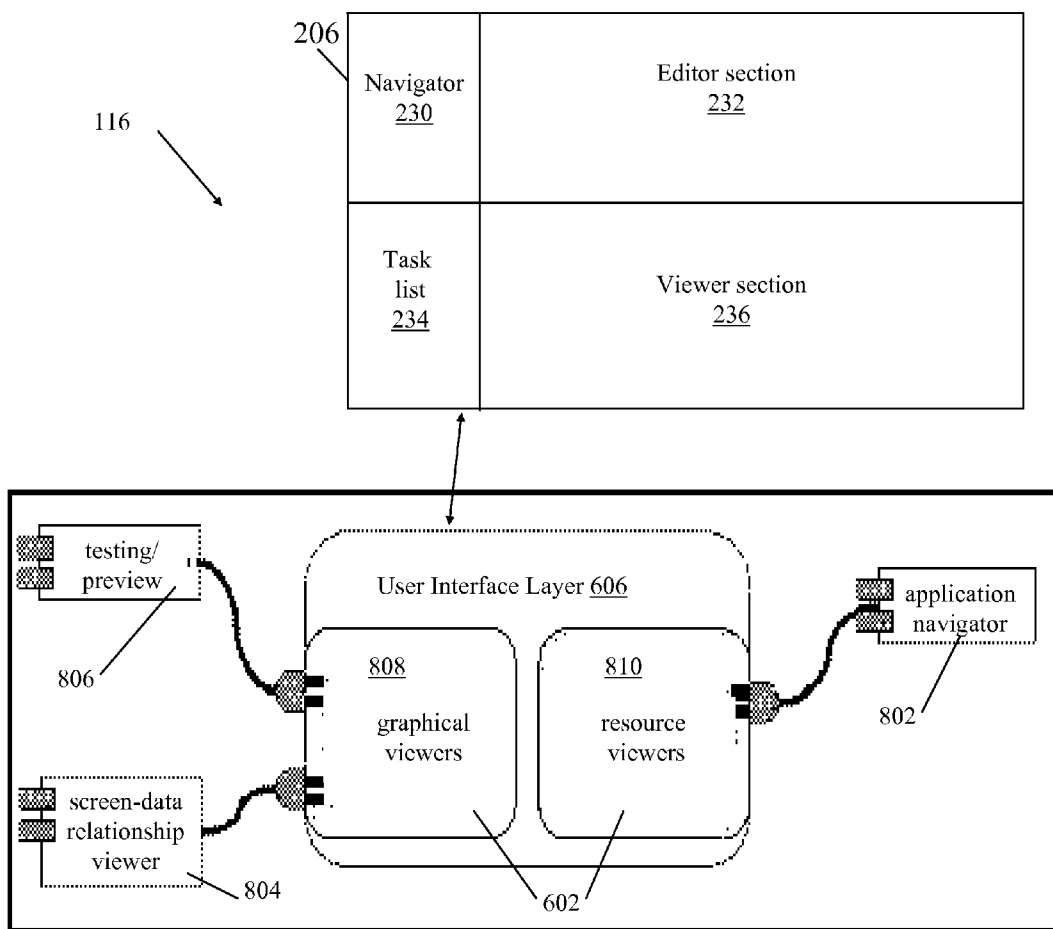 206
Navigator
230
Editor section
232
116
Task
list
234
Viewer section
236
testing/
preview
806
User Interface Layer 606
808
graphical
viewers
810
resource
viewers
application
navigator
802
screen-data
relationship
viewer
804
602